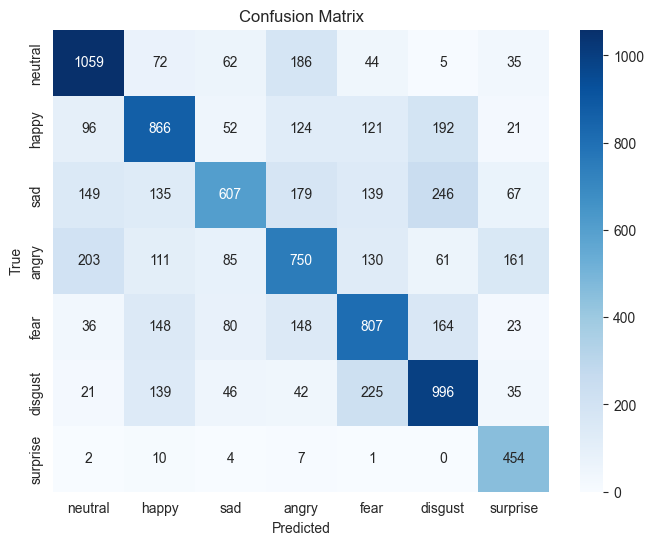 Confusion Matrix
True
neutral 1059 72 62 186 44 5 35
happy 96 866 52 124 121 192 21
sad 149 135 607 179 139 246 67
angry 203 111 85 750 130 61 161
fear 36 148 80 148 807 164 23
disgust 21 139 46 42 225 996 35
surprise 2 10 4 7 1 0 454
neutral happy sad angry fear disgust surprise
Predicted
1000
800
600
400
200
0